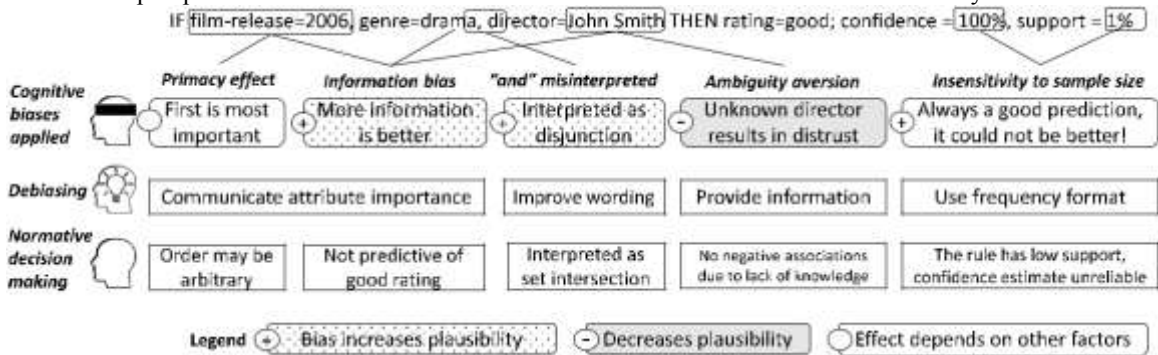 IF film-release=2006, genre=drama, director=John Smith THEN rating=good; confidence = 100%, support = 1%
Primacy effect Information bias "and" misinterpreted Ambiguity aversion Insensitivity to sample size
Cognitive
biases
applied
First is most
important
+ More information
is better
+ Interpreted as
disjunction
- Unknown director
results in distrust
+ Always a good prediction,
it could not be better!
Debiasing
Communicate attribute importance
Improve wording
Provide information
Use frequency format
Normative
decision
making
Order may be
arbitrary
Not predictive of
good rating
Interpreted as
set intersection
No negative associations
due to lack of knowledge
The rule has low support,
confidence estimate unreliable
Legend + Bias increases plausibility - Decreases plausibility Effect depends on other factors